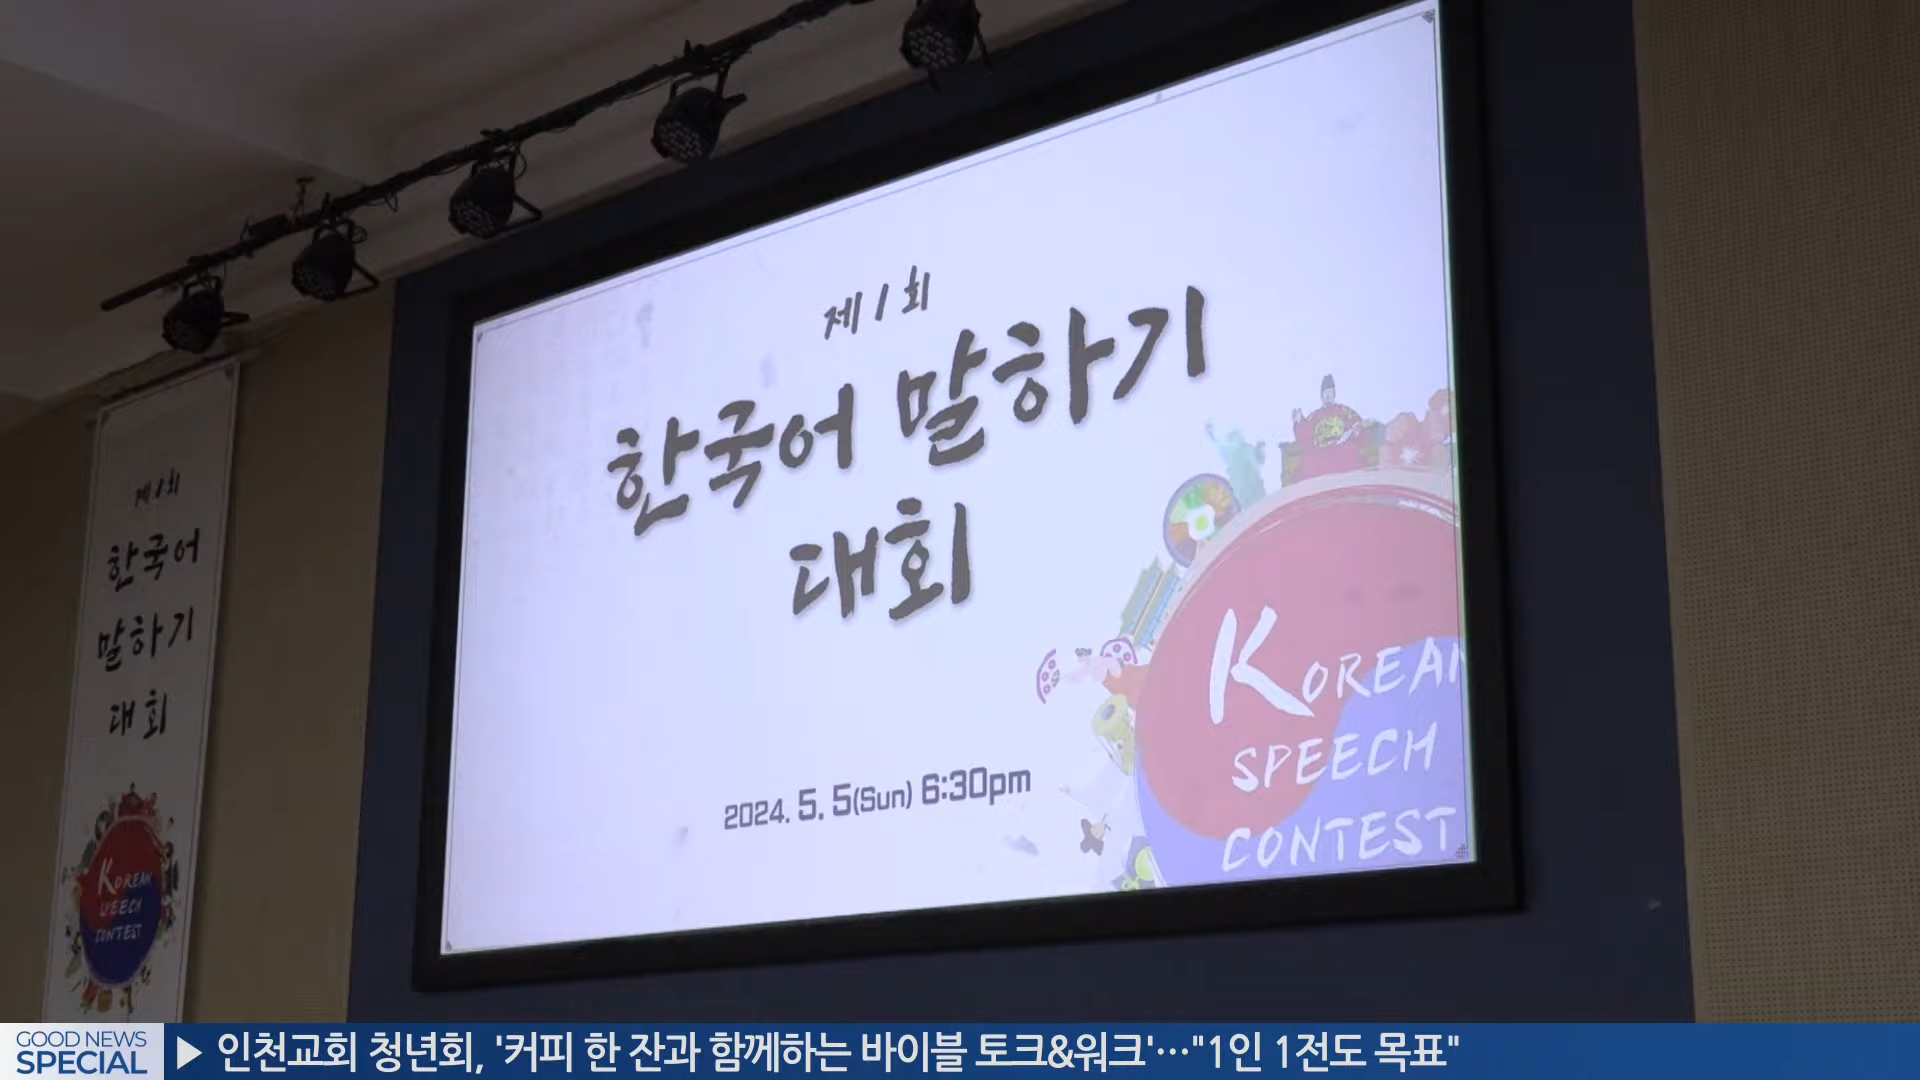 제1회
한국어 말하기
대회
2024. 5. 5(Sun) 6:30pm
KOREAN
SPEECH
CONTEST
제1회
한국어
말하기
대회
KOREAN
SPEECH
CONTEST
GOOD NEWS
SPECIAL
▶ 인천교회 청년회, '커피 한 잔과 함께하는 바이블 토크&워크'…"1인 1전도 목표"